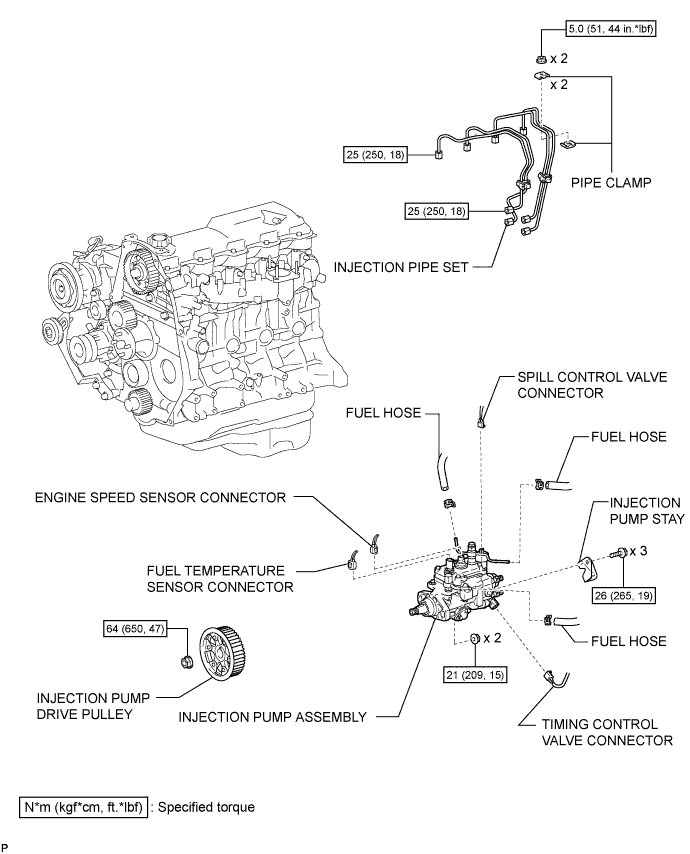 5.0 (51, 44 in.*lbf)
x 2
x 2
25 (250, 18)
PIPE CLAMP
25 (250, 18)
INJECTION PIPE SET
SPILL CONTROL VALVE
CONNECTOR
FUEL HOSE
FUEL HOSE
ENGINE SPEED SENSOR CONNECTOR
INJECTION
PUMP STAY
x 3
FUEL TEMPERATURE
SENSOR CONNECTOR
26 (265, 19)
64 (650, 47)
x 2
FUEL HOSE
21 (209, 15)
INJECTION PUMP
DRIVE PULLEY
INJECTION PUMP ASSEMBLY
TIMING CONTROL
VALVE CONNECTOR
N*m (kgf*cm, ft.*lbf) : Specified torque
P